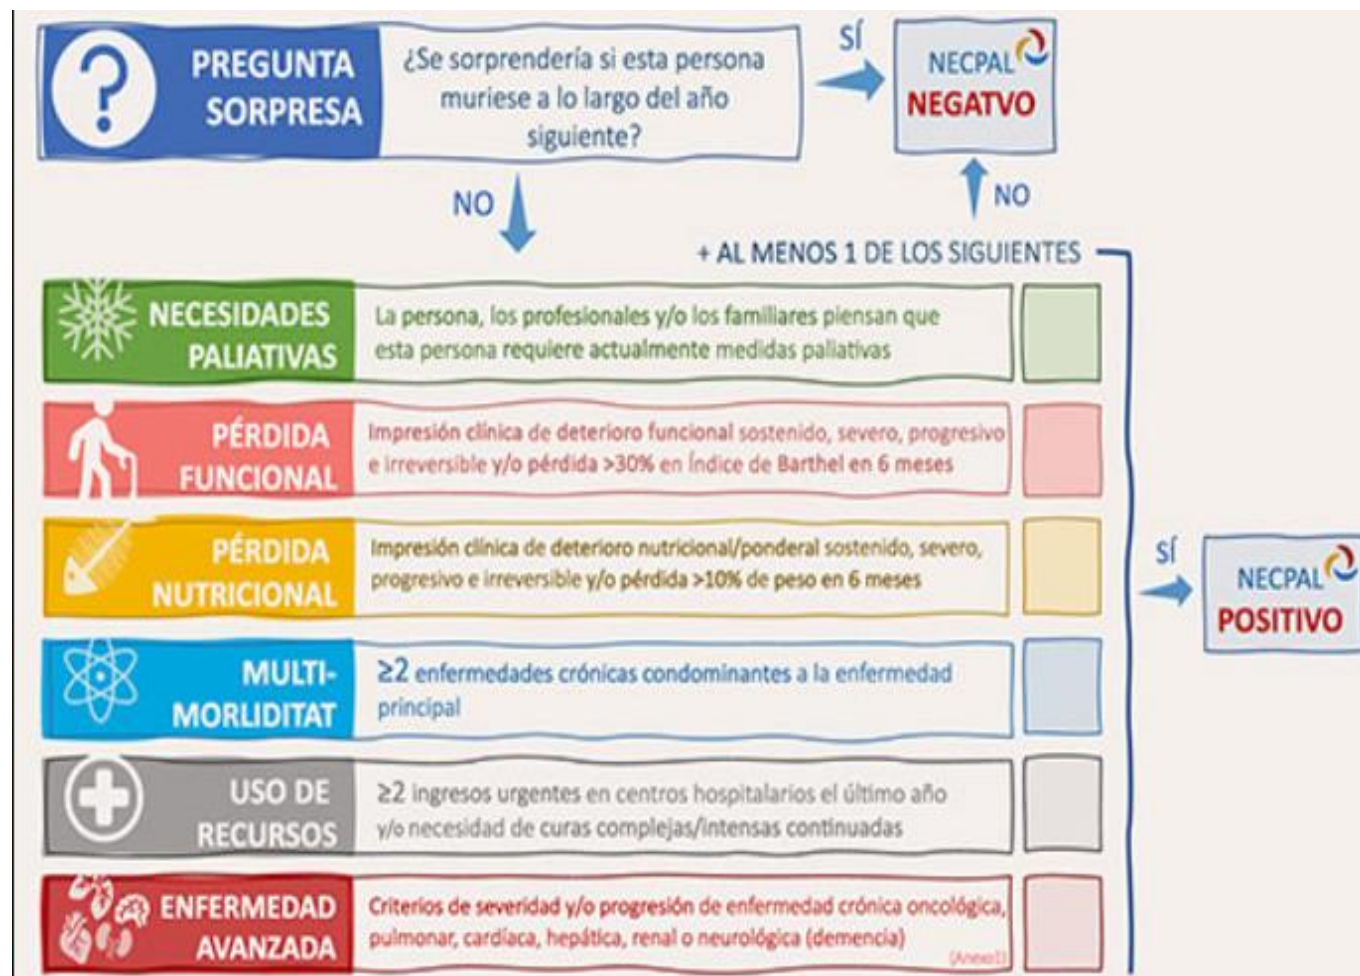 PREGUNTA
SORPRESA
¿Se sorprendería si esta persona
muriese a lo largo del año
siguiente?
SÍ
NECPAL
NEGATVO
NO
NO
+ AL MENOS 1 DE LOS SIGUIENTES
NECESIDADES
PALIATIVAS
La persona, los profesionales y/o los familiares piensan que
esta persona requiere actualmente medidas paliativas
PÉRDIDA
FUNCIONAL
Impresión clínica de deterioro funcional sostenido, severo, progresivo
e irreversible y/o pérdida >30% en Índice de Barthel en 6 meses
PÉRDIDA
NUTRICIONAL
Impresión clínica de deterioro nutricional/ponderal sostenido, severo,
progresivo e irreversible y/o pérdida >10% de peso en 6 meses
SÍ
NECPAL
POSITIVO
MULTI-
MORLIDITAT
≥2 enfermedades crónicas condominantes a la enfermedad
principal
USO DE
RECURSOS
≥2 ingresos urgentes en centros hospitalarios el último año
y/o necesidad de curas complejas/intensas continuadas
ENFERMEDAD
AVANZADA
Criterios de severidad y/o progresión de enfermedad crónica oncológica,
pulmonar, cardíaca, hepática, renal o neurológica (demencia)
(Anexo1)